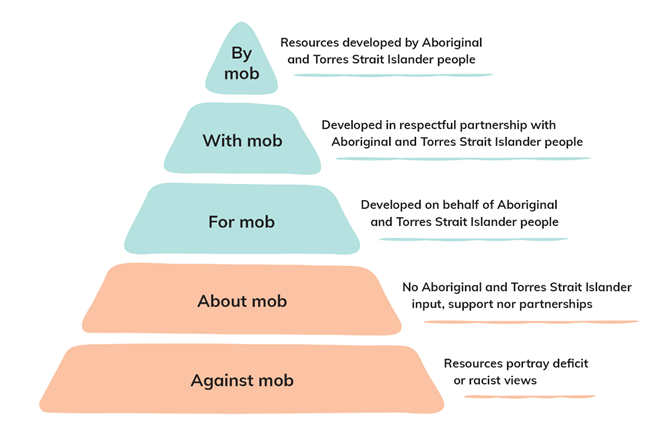 By
mob
Resources developed by Aboriginal
and Torres Strait Islander people
With mob
Developed in respectful partnership with
Aboriginal and Torres Strait Islander people
For mob
Developed on behalf of Aboriginal
and Torres Strait Islander people
About mob
No Aboriginal and Torres Strait Islander
input, support nor partnerships
Against mob
Resources portray deficit
or racist views